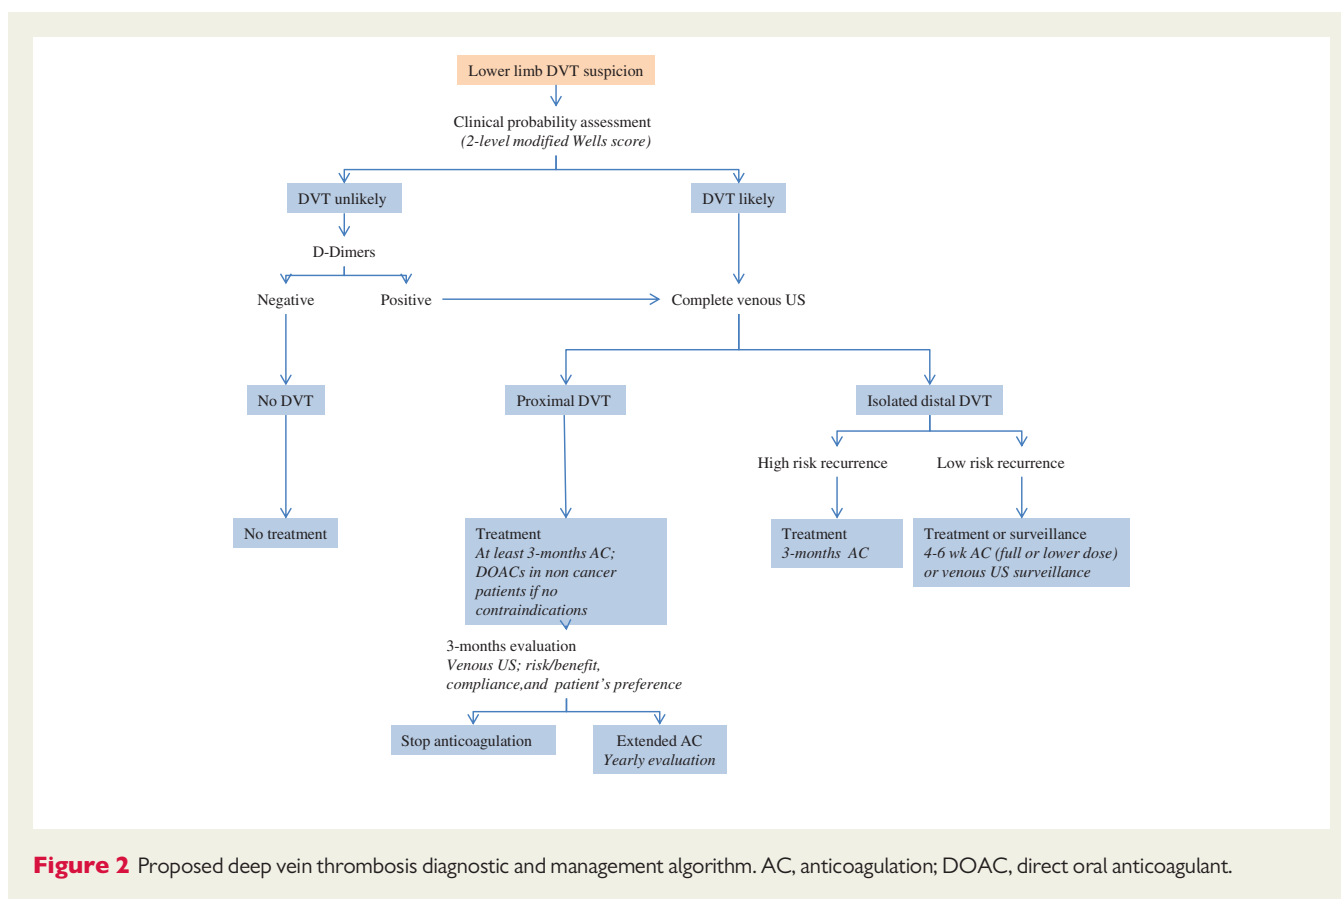 Lower limb DVT suspicion
Clinical probability assessment
(2-level modified Wells score)
DVT unlikely
DVT likely
D-Dimers
Negative
Positive
Complete venous US
No DVT
Proximal DVT
Isolated distal DVT
High risk recurrence
Low risk recurrence
No treatment
Treatment
At least 3-months AC;
DOACs in non cancer
patients if no
contraindications
Treatment
3-months AC
Treatment or surveillance
4-6 wk AC (full or lower dose)
or venous US surveillance
3-months evaluation
Venous US; risk/benefit,
compliance,and patient's preference
Stop anticoagulation
Extended AC
Yearly evaluation
Figure 2 Proposed deep vein thrombosis diagnostic and management algorithm. AC, anticoagulation; DOAC, direct oral anticoagulant.